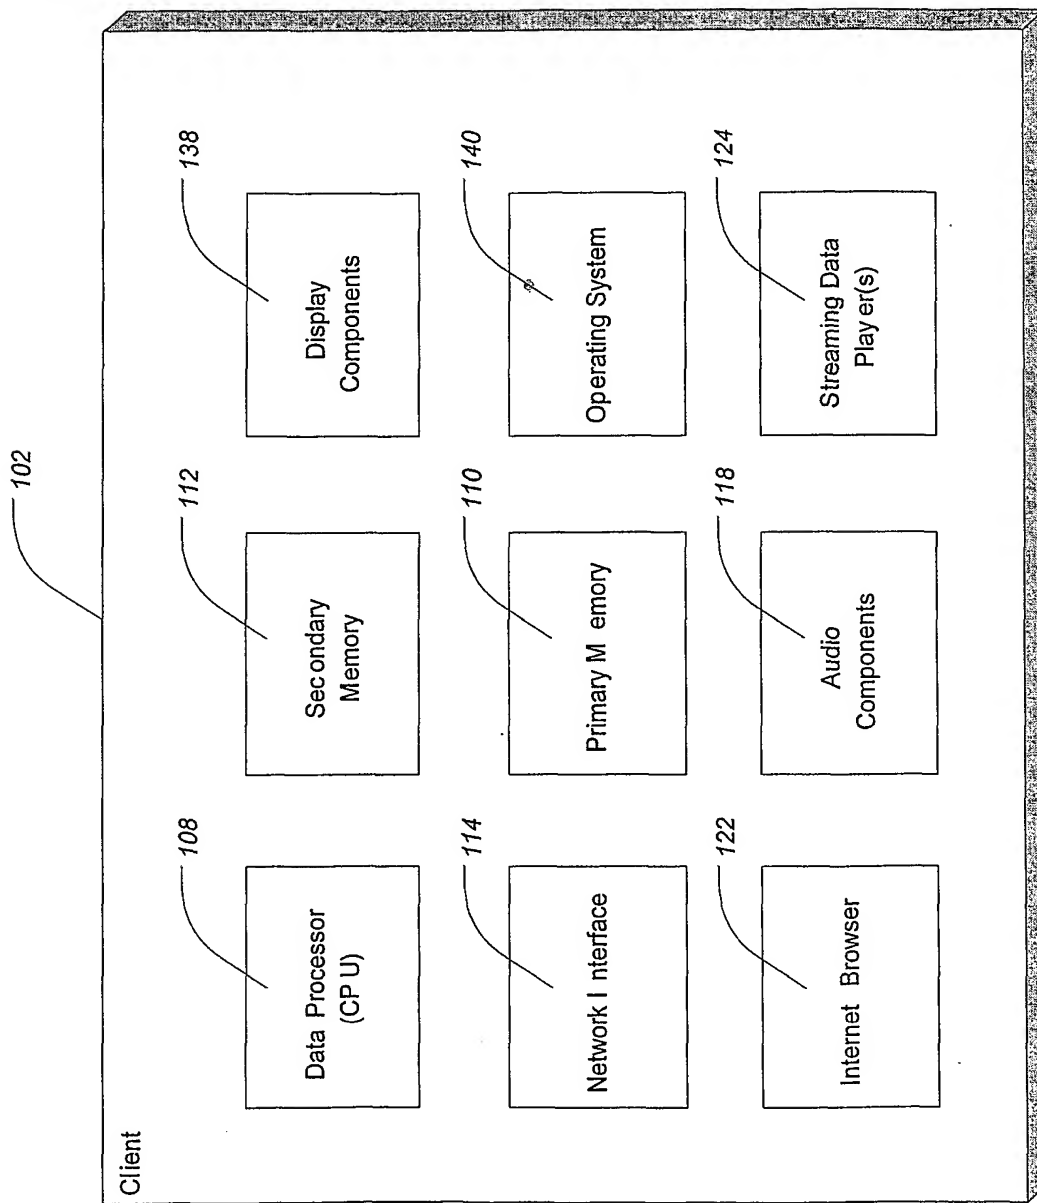 102
Client
108
Data Processor
(CPU)
112
Secondary
Memory
138
Display
Components
114
Network Interface
110
Primary Memory
140
Operating System
122
Internet Browser
118
Audio
Components
124
Streaming Data
Player(s)